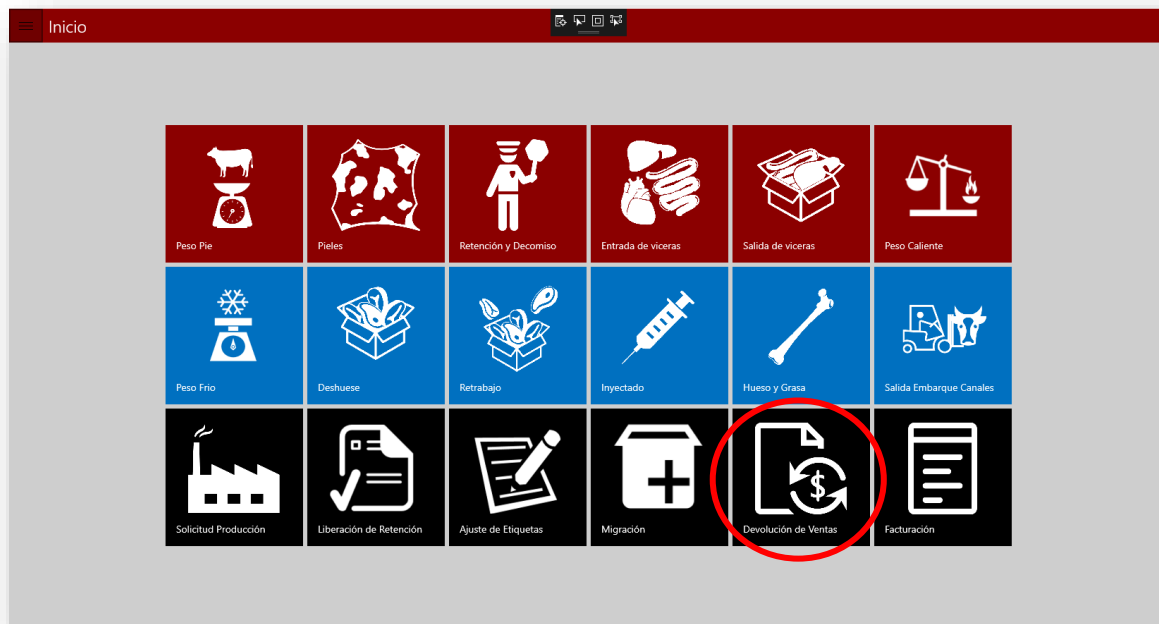 Inicio
Peso Pie
Pieles
Retención y Decomiso
Entrada de viceras
Salida de viceras
Peso Caliente
Peso Frio
Deshuese
Retrabajo
Inyectado
Hueso y Grasa
Salida Embarque Canales
$
Solicitud Producción
Liberación de Retención
Ajuste de Etiquetas
Migración
Devolución de Ventas
Facturación